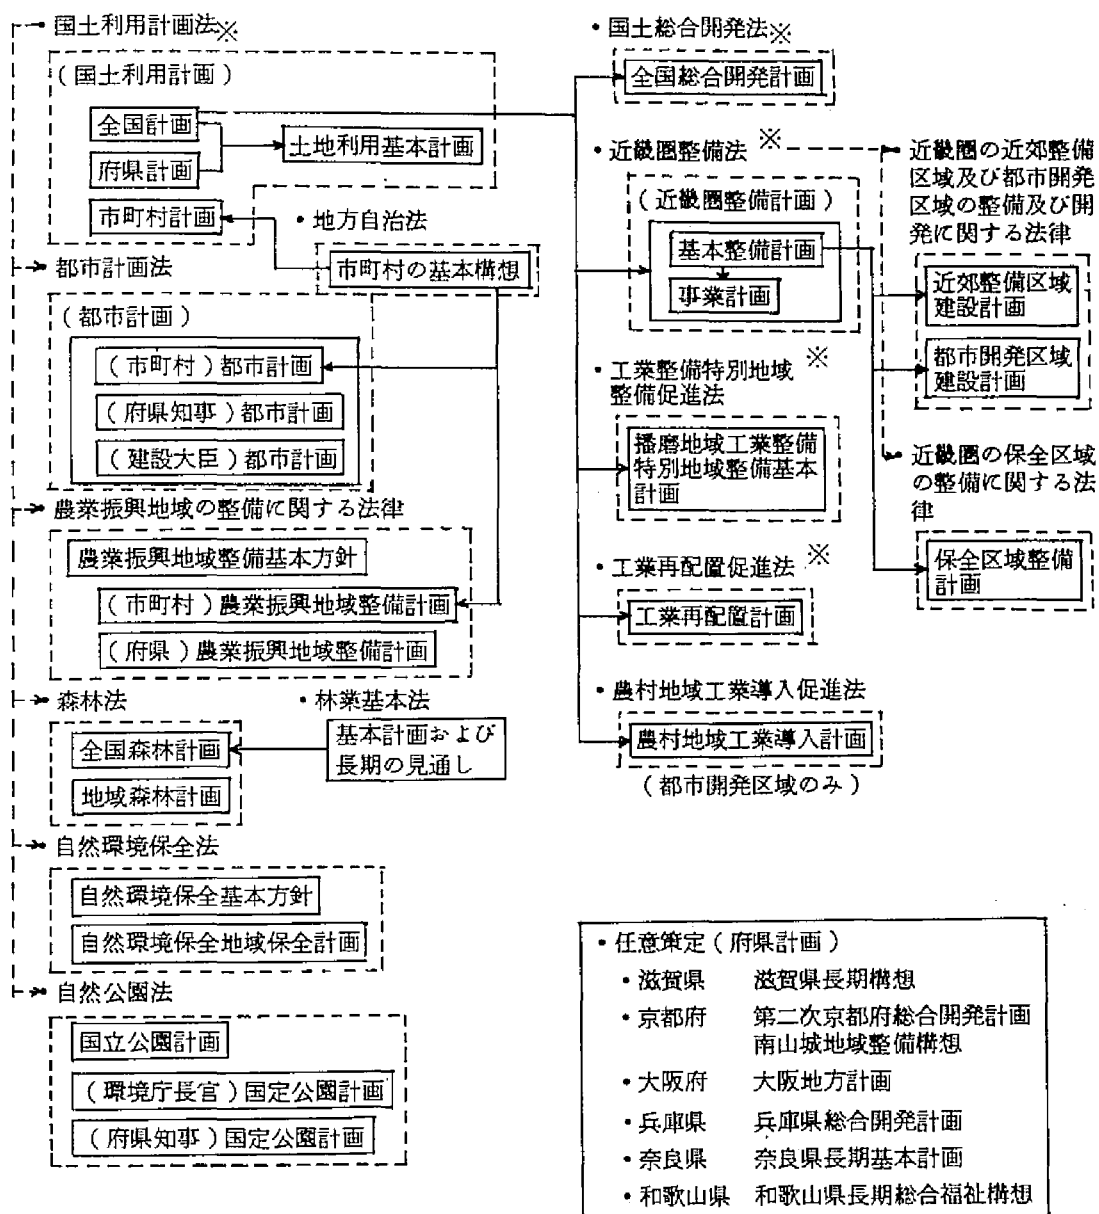 ・国土利用計画法※
(国土利用計画)
全国計画
府県計画
土地利用基本計画
市町村計画
・地方自治法
市町村の基本構想
都市計画法
(都市計画)
(市町村)都市計画
(府県知事)都市計画
(建設大臣)都市計画
農業振興地域の整備に関する法律
農業振興地域整備基本方針
(市町村)農業振興地域整備計画
(府県)農業振興地域整備計画
森林法
全国森林計画
地域森林計画
・林業基本法
基本計画および
長期の見通し
自然環境保全法
自然環境保全基本方針
自然環境保全地域保全計画
自然公園法
国立公園計画
(環境庁長官)国定公園計画
(府県知事)国定公園計画
・国土総合開発法※
全国総合開発計画
・近畿圏整備法※
(近畿圏整備計画)
基本整備計画
事業計画
・工業整備特別地域※
整備促進法
播磨地域工業整備
特別地域整備基本
計画
・工業再配置促進法※
工業再配置計画
・農村地域工業導入促進法
農村地域工業導入計画
(都市開発区域のみ)
近畿圏の近郊整備
区域及び都市開発
区域の整備及び開
発に関する法律
近郊整備区域
建設計画
都市開発区域
建設計画
近畿圏の保全区域
の整備に関する法
律
保全区域整備
計画
・任意策定(府県計画)
・滋賀県 滋賀県長期構想
・京都府 第二次京都府総合開発計画
南山城地域整備構想
・大阪府 大阪地方計画
・兵庫県 兵庫県総合開発計画
・奈良県 奈良県長期基本計画
・和歌山県 和歌山県長期総合福祉構想